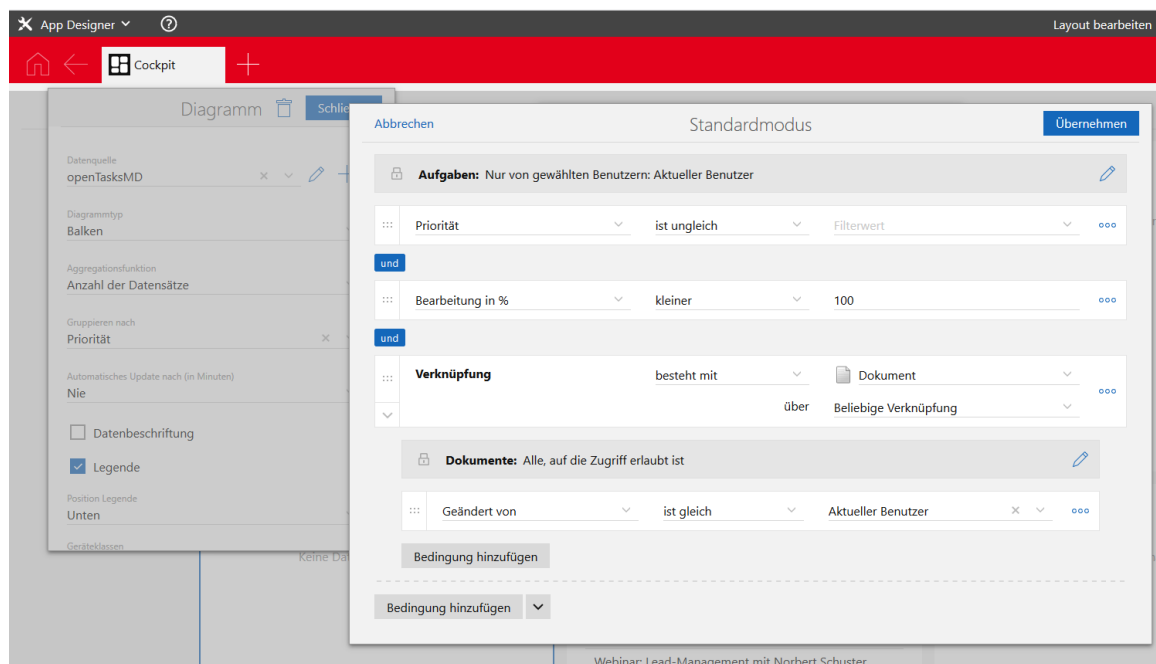 App Designer
Layout bearbeiten
Cockpit
Diagramm
Datenquelle
openTasksMD
Diagrammtyp
Balken
Aggregationsfunktion
Anzahl der Datensätze
Gruppieren nach
Priorität
Automatisches Update nach (in Minuten)
Nie
Datenbeschriftung
Legende
Position Legende
Unten
Geräteklassen
Abbrechen
Standardmodus
Übernehmen
Aufgaben: Nur von gewählten Benutzern: Aktueller Benutzer
Priorität ist ungleich Filterwert
und
Bearbeitung in % kleiner 100
und
Verknüpfung besteht mit Dokument
über Beliebige Verknüpfung
Dokumente: Alle, auf die Zugriff erlaubt ist
Geändert von ist gleich Aktueller Benutzer
Bedingung hinzufügen
Bedingung hinzufügen
Keine
Webinar: Lead-Management mit Norbert Schuster